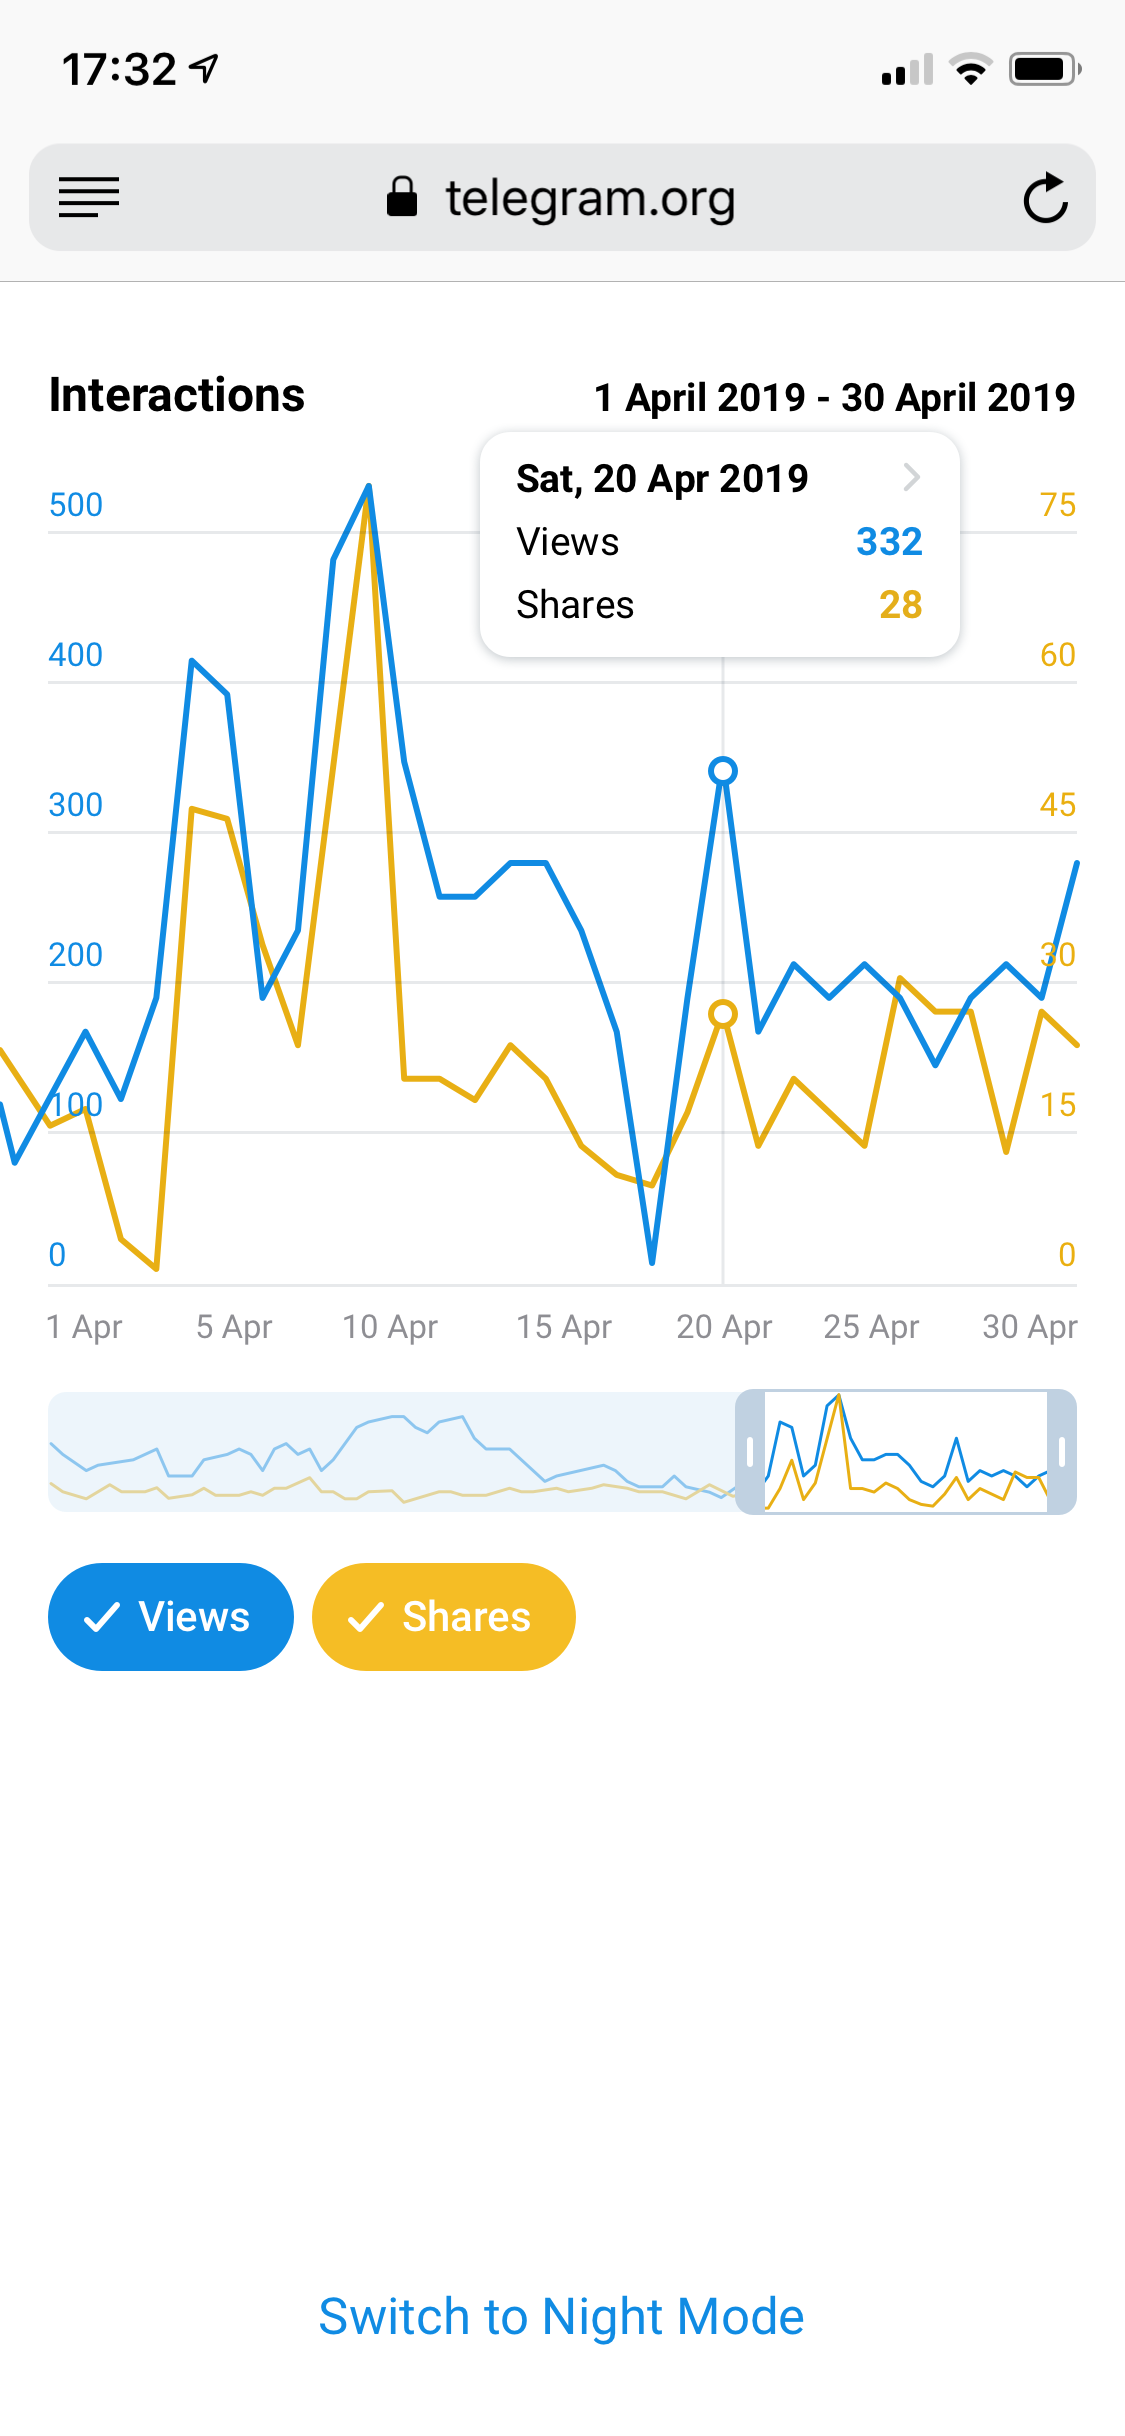 17:32
telegram.org
Interactions
1 April 2019 - 30 April 2019
Sat, 20 Apr 2019
Views 332
Shares 28
500 75
400 60
300 45
200 30
100 15
0 0
1 Apr 5 Apr 10 Apr 15 Apr 20 Apr 25 Apr 30 Apr
Views Shares
Switch to Night Mode